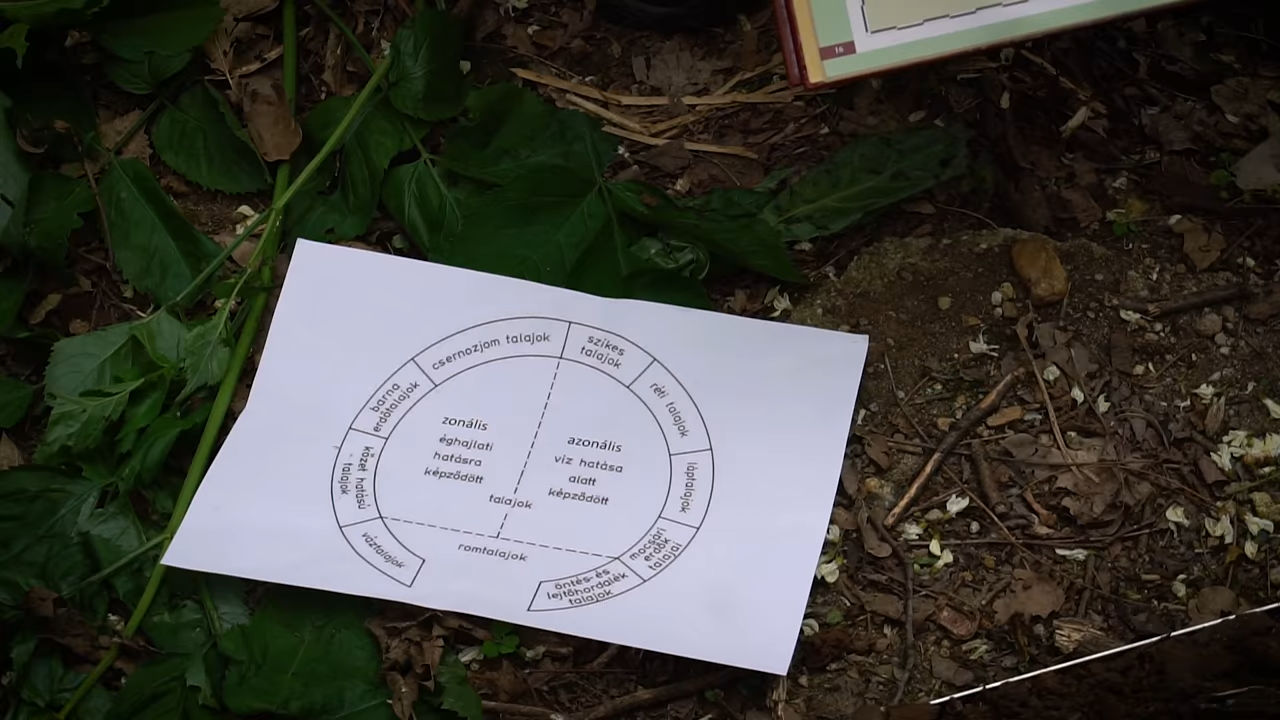 16
csernozjom talajok
szikes
talajok
barna
erdőtalajok
réti talajok
zonális
éghajlati
hatásra
képződött
azonális
víz hatása
alatt
képződött
kőzet hatású
talajok
láptalajok
talajok
mocsári
erdők
talajai
váztalajok
romtalajok
öntés- és
lejtőhordalék
talajok